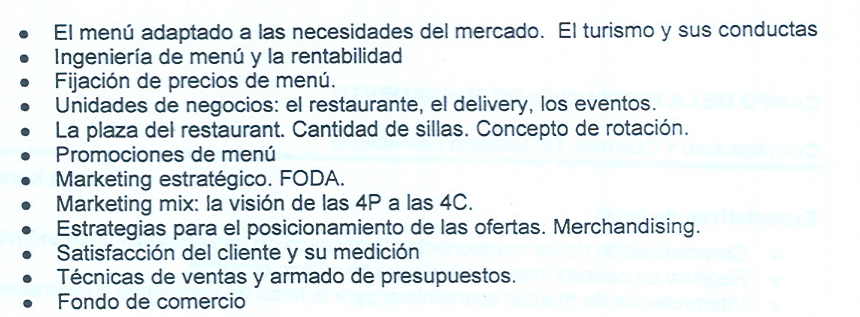 • El menú adaptado a las necesidades del mercado. El turismo y sus conductas
• Ingeniería de menú y la rentabilidad
• Fijación de precios de menú.
• Unidades de negocios: el restaurante, el delivery, los eventos.
• La plaza del restaurant. Cantidad de sillas. Concepto de rotación.
• Promociones de menú
• Marketing estratégico. FODA.
• Marketing mix: la visión de las 4P a las 4C.
• Estrategias para el posicionamiento de las ofertas. Merchandising.
• Satisfacción del cliente y su medición
• Técnicas de ventas y armado de presupuestos.
• Fondo de comercio